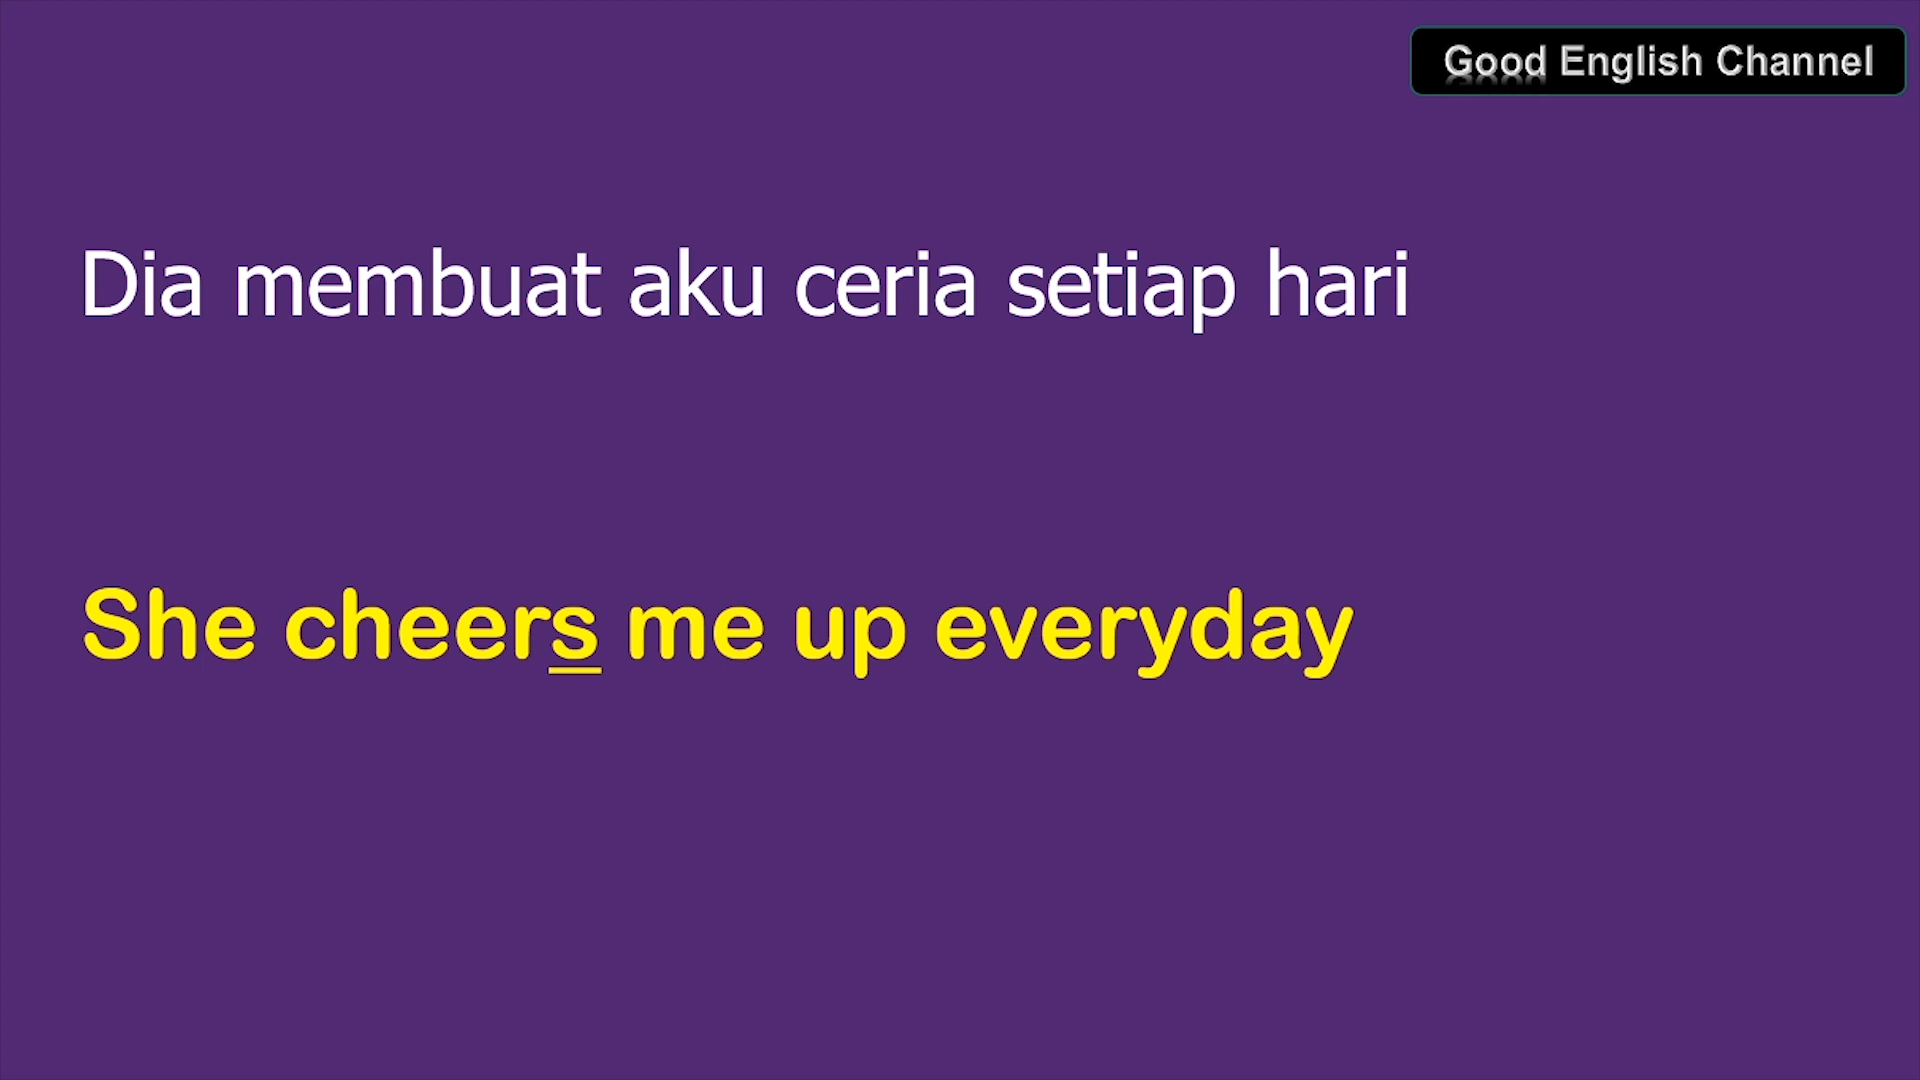 Good English Channel
Dia membuat aku ceria setiap hari
She cheers me up everyday